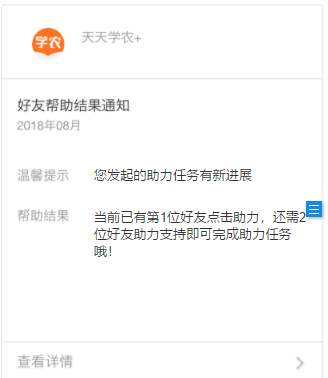 学农
天天学农+
好友帮助结果通知
2018年08月
温馨提示 您发起的助力任务有新进展
帮助结果 当前已有第1位好友点击助力，还需2
位好友助力支持即可完成助力任务
哦！
查看详情